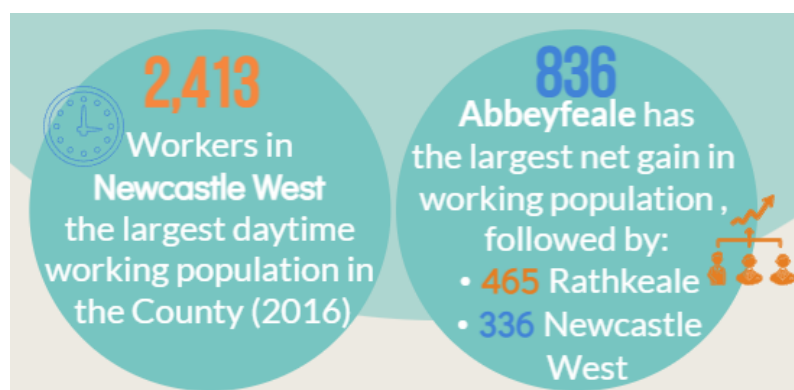 2,413
Workers in
Newcastle West
the largest daytime
working population in
the County (2016)
836
Abbeyfeale has
the largest net gain in
working population ,
followed by:
• 465 Rathkeale
• 336 Newcastle
West